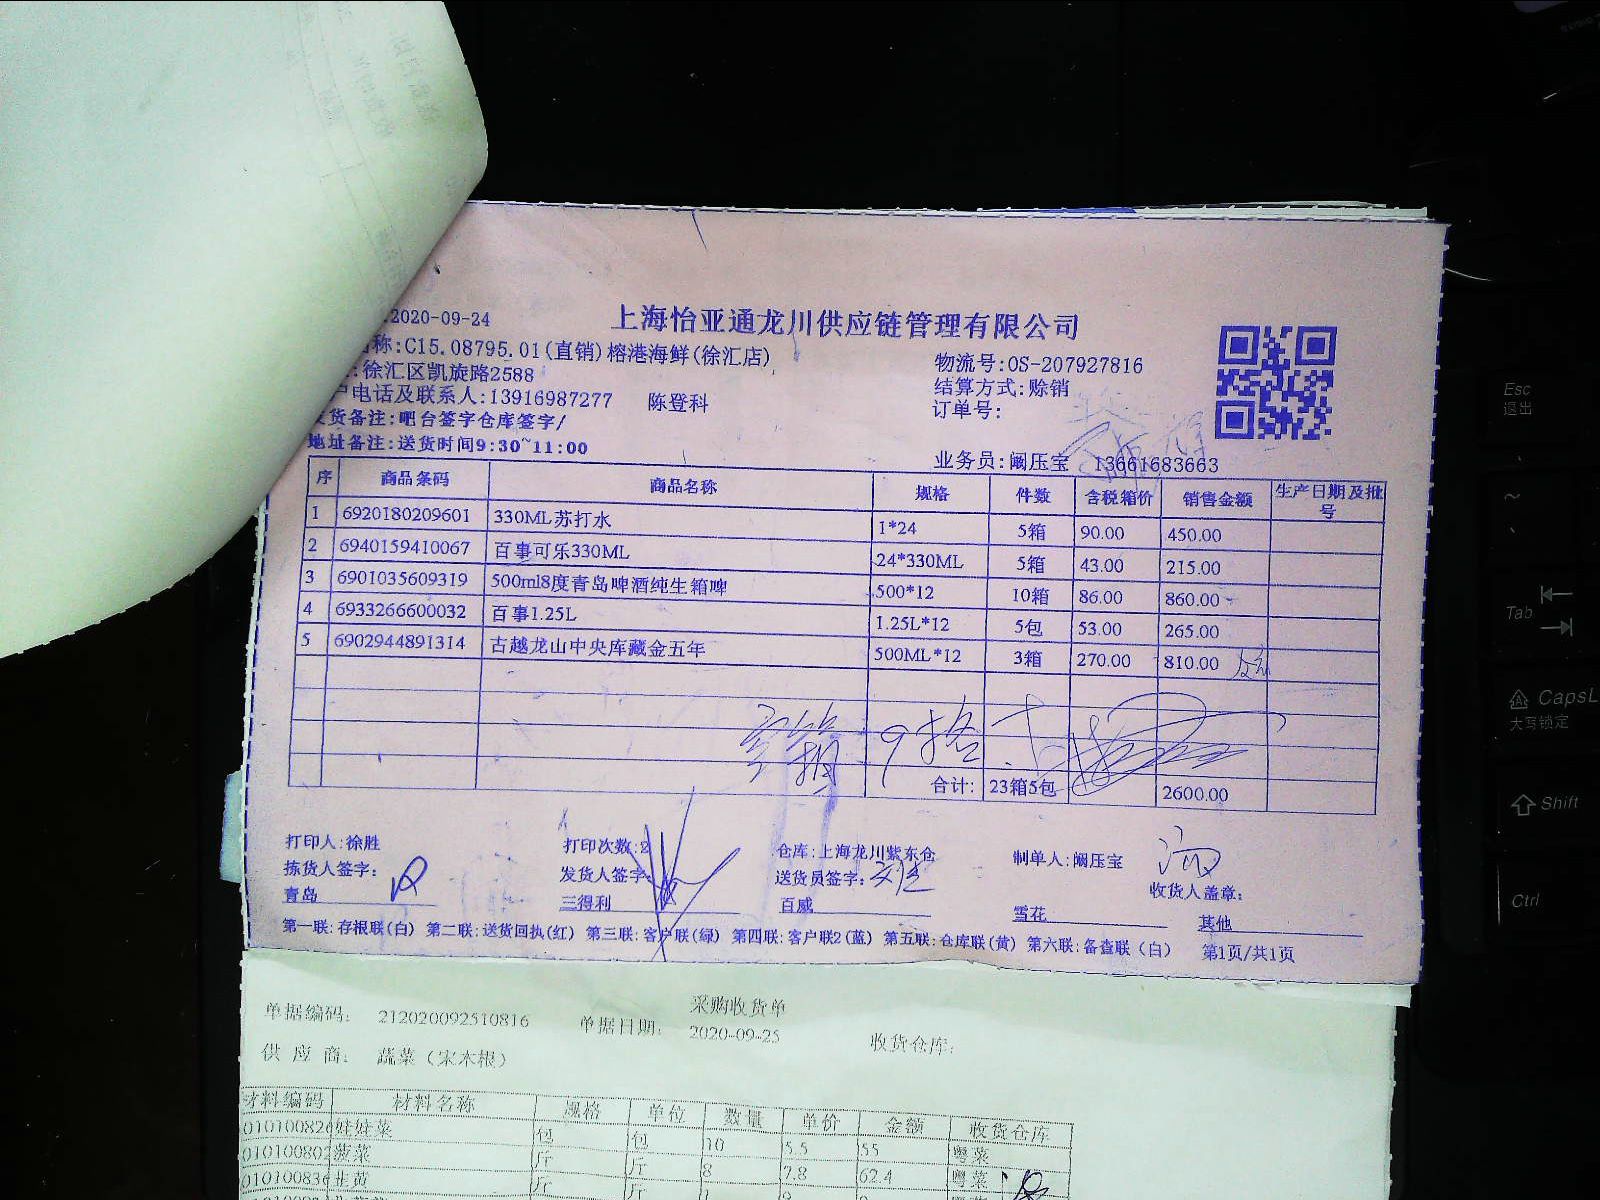 2020-09-24
上海怡亚通龙川供应链管理有限公司
称:C15.08795.01(直销)榕港海鲜(徐汇店)
物流号:OS-207927816
:徐汇区凯旋路2588
结算方式:赊销
户电话及联系人:13916987277 陈登科
订单号:
发货备注:吧台签字仓库签字/
地址备注:送货时间9:30~11:00
业务员:阚压宝 13661683663
序 商品条码 商品名称 规格 件数 含税箱价 销售金额 生产日期及批号
1 6920180209601 330ML苏打水 1*24 5箱 90.00 450.00
2 6940159410067 百事可乐330ML 24*330ML 5箱 43.00 215.00
3 6901035609319 500ml8度青岛啤酒纯生箱啤 500*12 10箱 86.00 860.00
4 6933266600032 百事1.25L 1.25L*12 5包 53.00 265.00
5 6902944891314 古越龙山中央库藏金五年 500ML*12 3箱 270.00 810.00
合计: 23箱5包 2600.00
打印人:徐胜 打印次数:2 仓库:上海龙川紫东仓 制单人:阚压宝
拣货人签字: 发货人签字: 送货员签字: 收货人盖章:
青岛 三得利 百威 雪花 其他
第一联:存根联(白) 第二联:送货回执(红) 第三联:客户联(绿) 第四联:客户联2(蓝) 第五联:仓库联(黄) 第六联:备查联(白) 第1页/共1页
采购收货单
单据编码: 212020092510816 单据日期: 2020-09-25 收货仓库:
供 应 商: 蔬菜(宋本根)
材料编码 材料名称 规格 单位 数量 单价 金额 收货仓库
01010082 娃娃菜 包 包 10 5.5 55 粤菜
01010080 菠菜 斤 斤 8 7.8 62.4 粤菜
01010083 韭黄 斤 斤